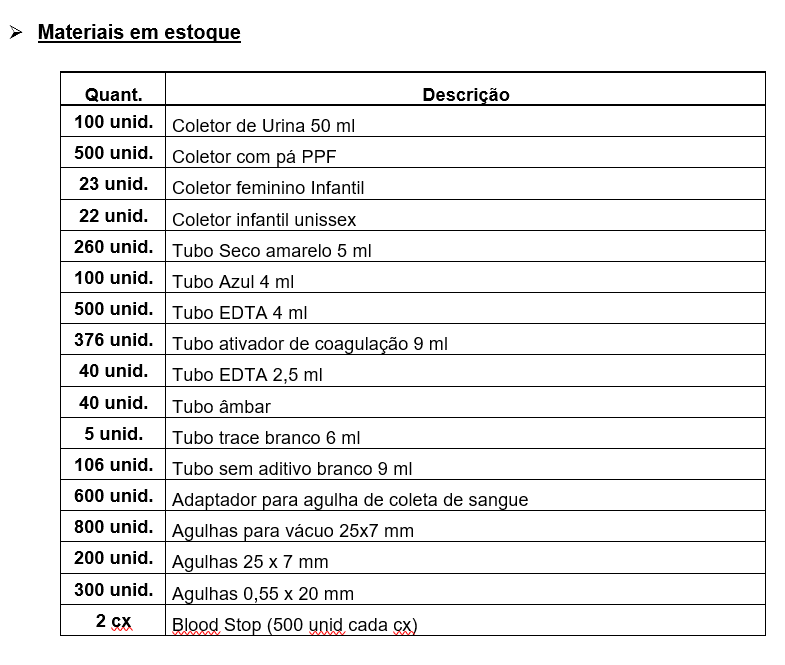 ➢ Materiais em estoque
Quant. Descrição
100 unid. Coletor de Urina 50 ml
500 unid. Coletor com pá PPF
23 unid. Coletor feminino Infantil
22 unid. Coletor infantil unissex
260 unid. Tubo Seco amarelo 5 ml
100 unid. Tubo Azul 4 ml
500 unid. Tubo EDTA 4 ml
376 unid. Tubo ativador de coagulação 9 ml
40 unid. Tubo EDTA 2,5 ml
40 unid. Tubo âmbar
5 unid. Tubo trace branco 6 ml
106 unid. Tubo sem aditivo branco 9 ml
600 unid. Adaptador para agulha de coleta de sangue
800 unid. Agulhas para vácuo 25x7 mm
200 unid. Agulhas 25 x 7 mm
300 unid. Agulhas 0,55 x 20 mm
2 cx Blood Stop (500 unid cada cx)